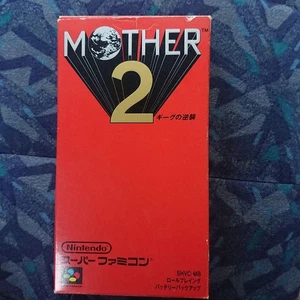 MOTHER™
2
ギーグの逆襲
Nintendo
スーパーファミコン
SHVC-MB
ロールプレイング
バッテリーバックアップ